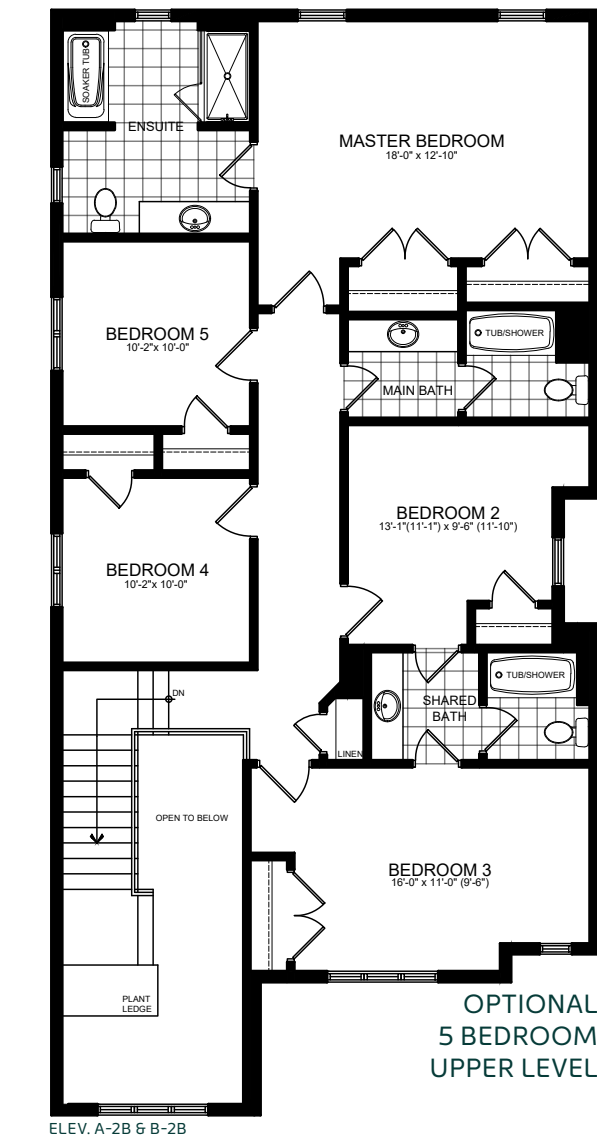 SOAKER TUB
ENSUITE
MASTER BEDROOM
18'-0" x 12'-10"
BEDROOM 5
10'-2"x 10'-0"
TUB/SHOWER
MAIN BATH
BEDROOM 2
13'-1"(11'-1") x 9'-6" (11'-10")
BEDROOM 4
10'-2"x 10'-0"
DN
TUB/SHOWER
SHARED
BATH
LINEN
OPEN TO BELOW
BEDROOM 3
16'-0" x 11'-0" (9'-6")
PLANT
LEDGE
OPTIONAL
5 BEDROOM
UPPER LEVEL
ELEV. A-2B & B-2B